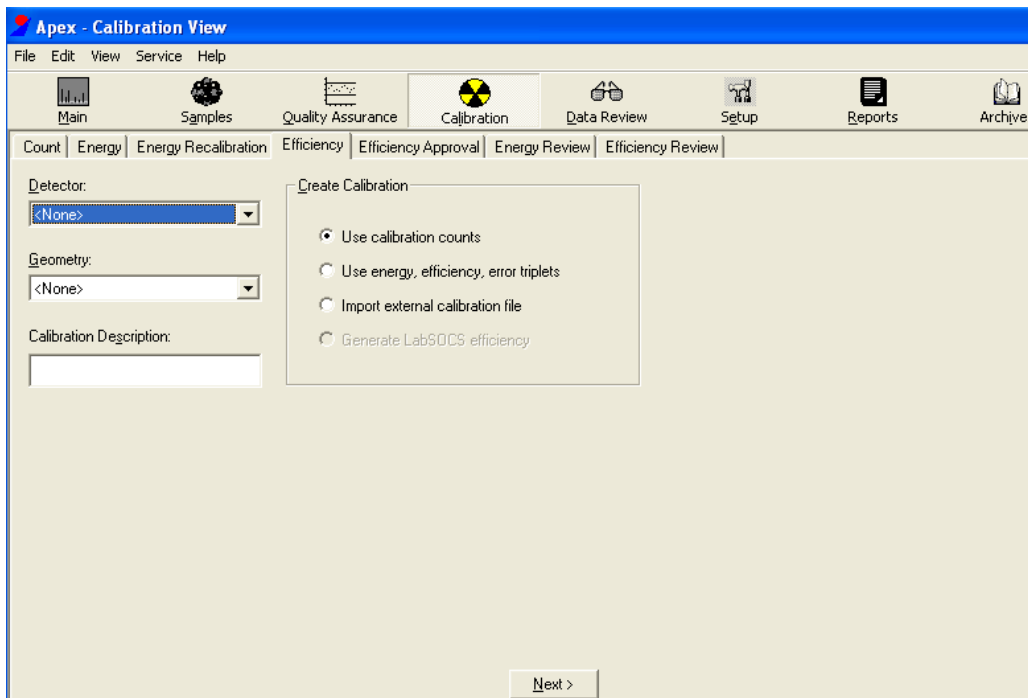 Apex - Calibration View
File Edit View Service Help
Main Samples Quality Assurance Calibration Data Review Setup Reports Archive
Count Energy Energy Recalibration Efficiency Efficiency Approval Energy Review Efficiency Review
Detector:
<None>
Geometry:
<None>
Calibration Description:
Create Calibration
Use calibration counts
Use energy, efficiency, error triplets
Import external calibration file
Generate LabSOCS efficiency
Next >